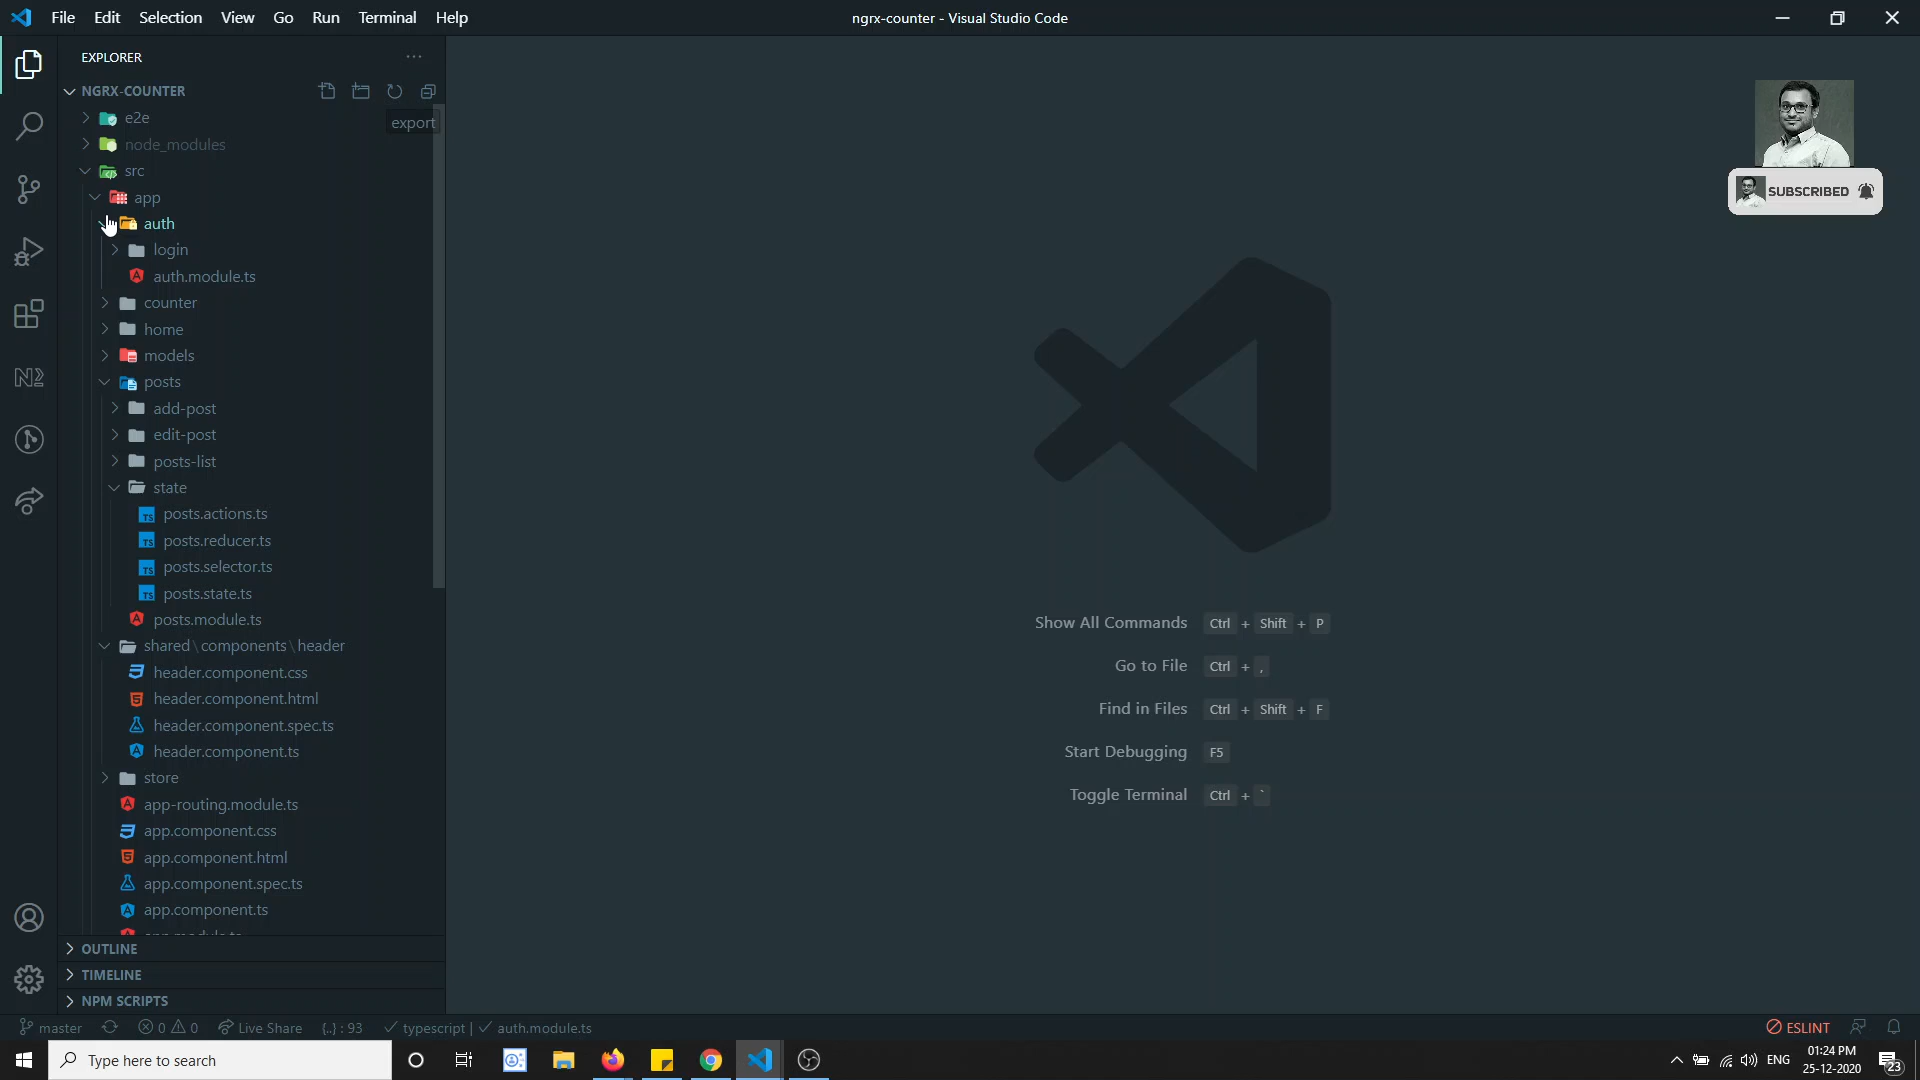 File Edit Selection View Go Run Terminal Help
ngrx-counter - Visual Studio Code
EXPLORER
NGRX-COUNTER
e2e
export
node_modules
src
app
auth
login
auth.module.ts
counter
home
models
posts
add-post
edit-post
posts-list
state
posts.actions.ts
posts.reducer.ts
posts.selector.ts
posts.state.ts
posts.module.ts
shared\components\header
header.component.css
header.component.html
header.component.spec.ts
header.component.ts
store
app-routing.module.ts
app.component.css
app.component.html
app.component.spec.ts
app.component.ts
OUTLINE
TIMELINE
NPM SCRIPTS
SUBSCRIBED
Show All Commands Ctrl + Shift + P
Go to File Ctrl + ,
Find in Files Ctrl + Shift + F
Start Debugging F5
Toggle Terminal Ctrl + `
master 0 0 Live Share {..} : 93 typescript | auth.module.ts
ESLINT
Type here to search
ENG
01:24 PM
25-12-2020
23